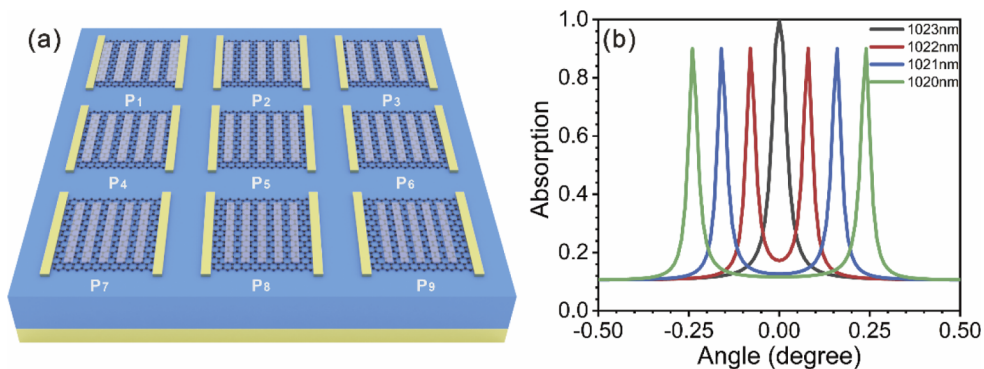 (a)
P1
P2
P3
P4
P5
P6
P7
P8
P9
(b)
1023nm
1022nm
1021nm
1020nm
Absorption
1.0
0.8
0.6
0.4
0.2
0.0
-0.50
-0.25
0.00
0.25
0.50
Angle (degree)